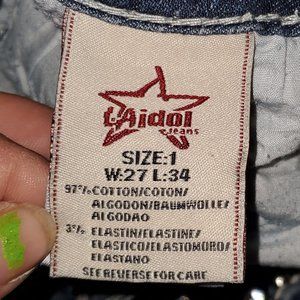 t.Aidol
Jeans
SIZE:1
W:27 L:34
97% COTTON/COTON/
ALGODON/BAUMWOLLE/
ALGODAO
3% ELASTIN/ELASTINE/
ELASTICO/ELASTOMORO/
ELASTANO
SEE REVERSE FOR CARE